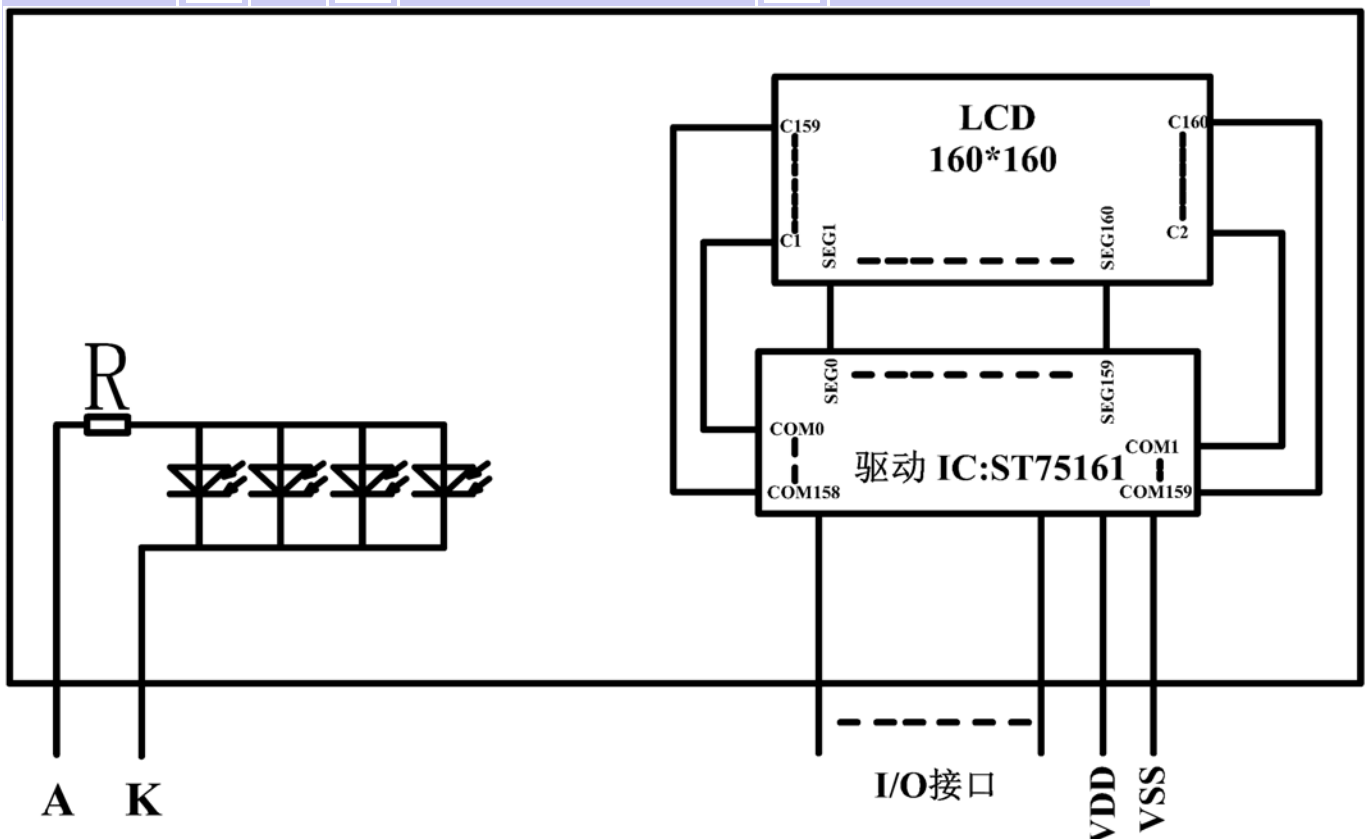 LCD
160*160
C159
C160
C1
C2
SEG1
SEG160
SEG0
SEG159
COM0
COM1
驱动 IC:ST75161
COM158
COM159
R
A
K
I/O接口
VDD
VSS